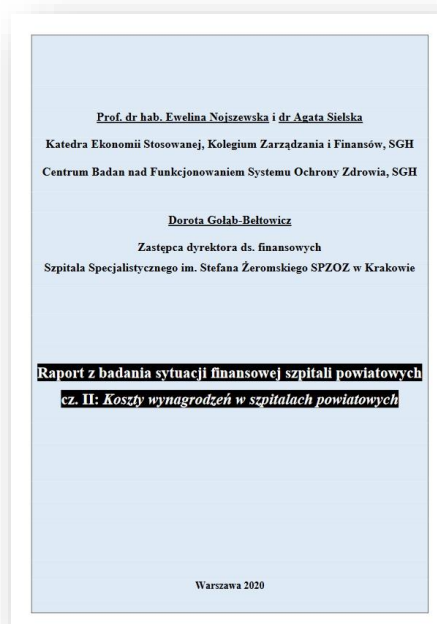 Prof. dr hab. Ewelina Nojszewska i dr Agata Sielska
Katedra Ekonomii Stosowanej, Kolegium Zarządzania i Finansów, SGH
Centrum Badan nad Funkcjonowaniem Systemu Ochrony Zdrowia, SGH
Dorota Gołąb-Bełtowicz
Zastępca dyrektora ds. finansowych
Szpitala Specjalistycznego im. Stefana Żeromskiego SPZOZ w Krakowie
Raport z badania sytuacji finansowej szpitali powiatowych
cz. II: Koszty wynagrodzeń w szpitalach powiatowych
Warszawa 2020